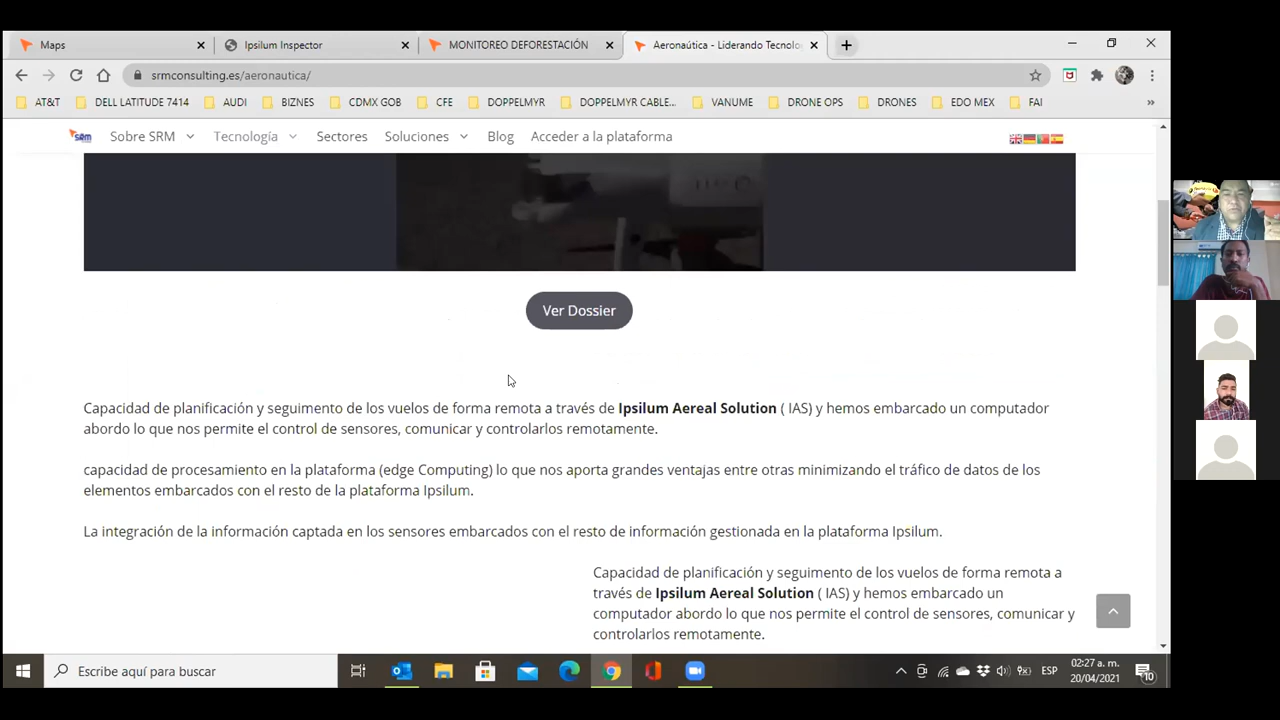 Maps
Ipsilum Inspector
MONITOREO DEFORESTACIÓN
Aeronaútica - Liderando Tecnolo
srmconsulting.es/aeronautica/
AT&T
DELL LATITUDE 7414
AUDI
BIZNES
CDMX GOB
CFE
DOPPELMYR
DOPPELMYR CABLE...
VANUME
DRONE OPS
DRONES
EDO MEX
FAI
SRM
Sobre SRM
Tecnología
Sectores
Soluciones
Blog
Acceder a la plataforma
Ver Dossier
Capacidad de planificación y seguimento de los vuelos de forma remota a través de Ipsilum Aereal Solution ( IAS) y hemos embarcado un computador
abordo lo que nos permite el control de sensores, comunicar y controlarlos remotamente.
capacidad de procesamiento en la plataforma (edge Computing) lo que nos aporta grandes ventajas entre otras minimizando el tráfico de datos de los
elementos embarcados con el resto de la plataforma Ipsilum.
La integración de la información captada en los sensores embarcados con el resto de información gestionada en la plataforma Ipsilum.
Capacidad de planificación y seguimento de los vuelos de forma remota a
través de Ipsilum Aereal Solution ( IAS) y hemos embarcado un
computador abordo lo que nos permite el control de sensores, comunicar y
controlarlos remotamente.
Escribe aquí para buscar
ESP
02:27 a. m.
20/04/2021
10